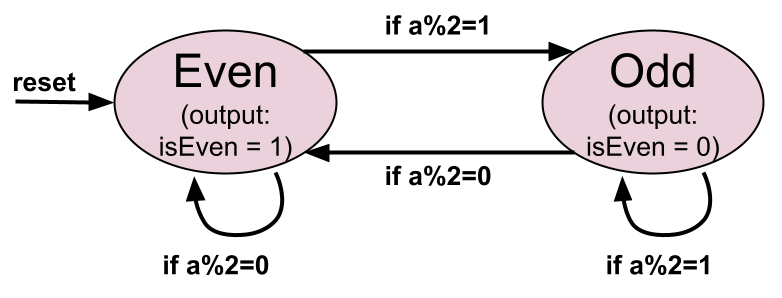 if a%2=1
reset
Even
(output:
isEven = 1)
Odd
(output:
isEven = 0)
if a%2=0
if a%2=0
if a%2=1